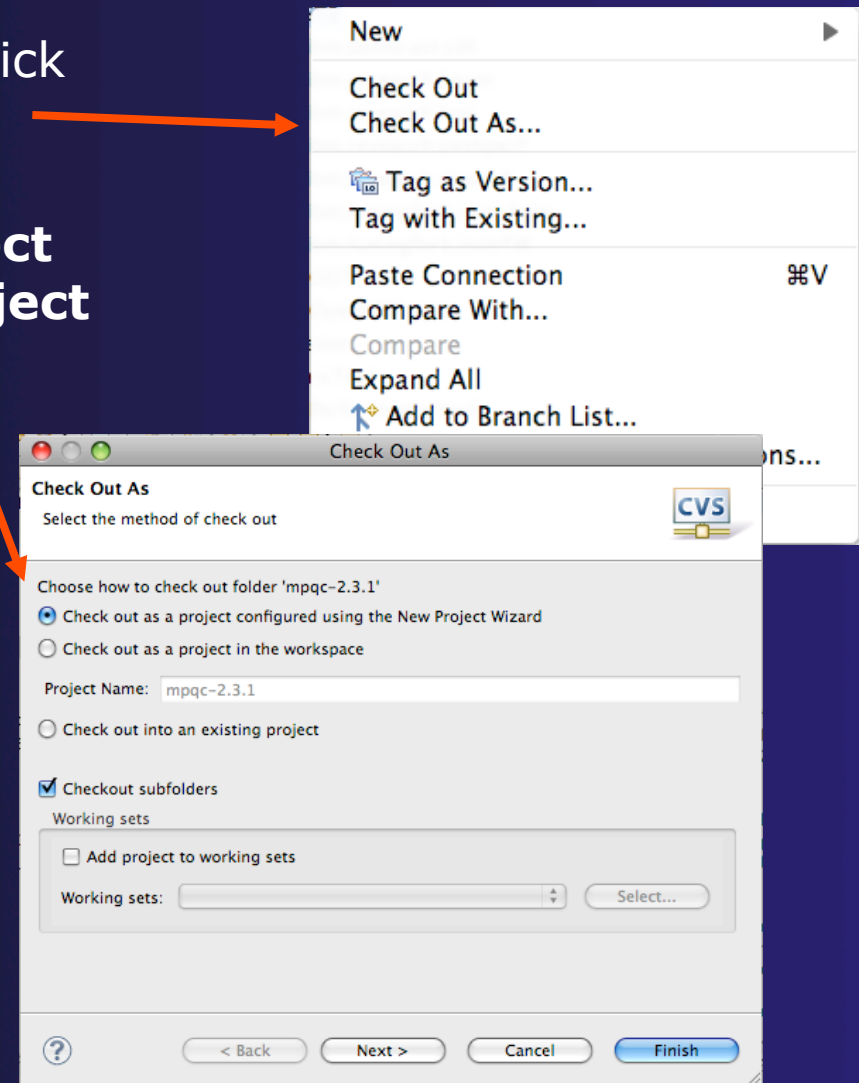 ick
ct
ject
New
Check Out
Check Out As...
Tag as Version...
Tag with Existing...
Paste Connection ⌘V
Compare With...
Compare
Expand All
Add to Branch List...
ns...
Check Out As
Check Out As
Select the method of check out
CVS
Choose how to check out folder 'mpqc-2.3.1'
Check out as a project configured using the New Project Wizard
Check out as a project in the workspace
Project Name: mpqc-2.3.1
Check out into an existing project
Checkout subfolders
Working sets
Add project to working sets
Working sets: Select...
? < Back Next > Cancel Finish